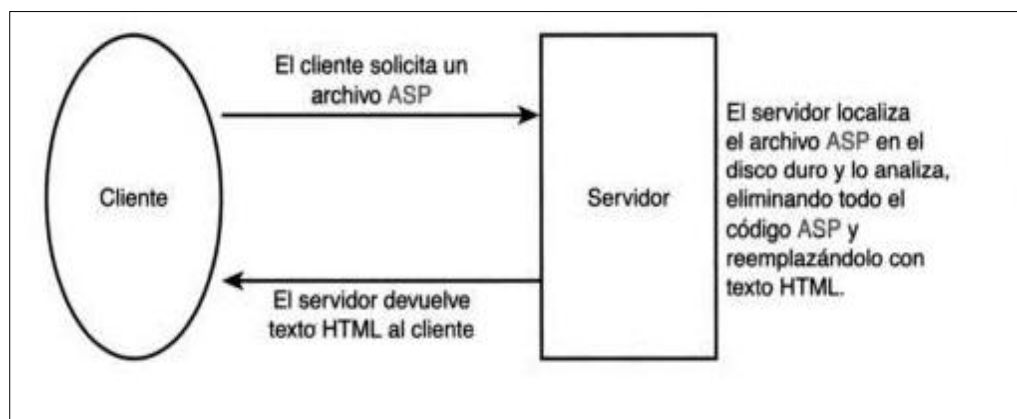 El cliente solicita un
archivo ASP
Cliente
Servidor
El servidor localiza
el archivo ASP en el
disco duro y lo analiza,
eliminando todo el
código ASP y
reemplazándolo con
texto HTML.
El servidor devuelve
texto HTML al cliente